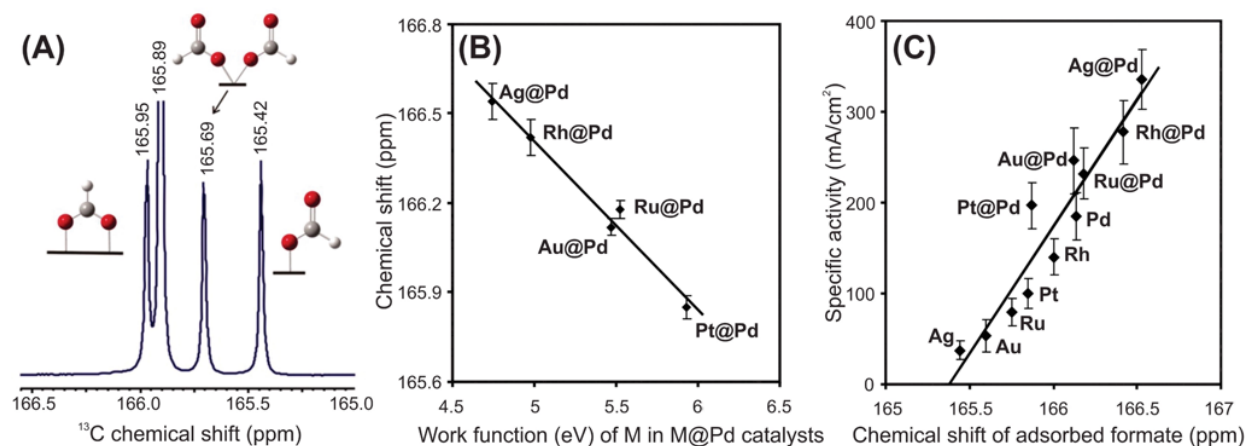 (A)
165.95
165.89
165.69
165.42
166.5
166.0
165.5
165.0
13C chemical shift (ppm)
(B)
Chemical shift (ppm)
166.8
166.5
166.2
165.9
165.6
Ag@Pd
Rh@Pd
Ru@Pd
Au@Pd
Pt@Pd
4.5
5
5.5
6
6.5
Work function (eV) of M in M@Pd catalysts
(C)
Specific activity (mA/cm²)
400
300
200
100
0
Ag@Pd
Rh@Pd
Au@Pd
Ru@Pd
Pt@Pd
Pd
Rh
Pt
Ru
Ag
Au
165
165.5
166
166.5
167
Chemical shift of adsorbed formate (ppm)